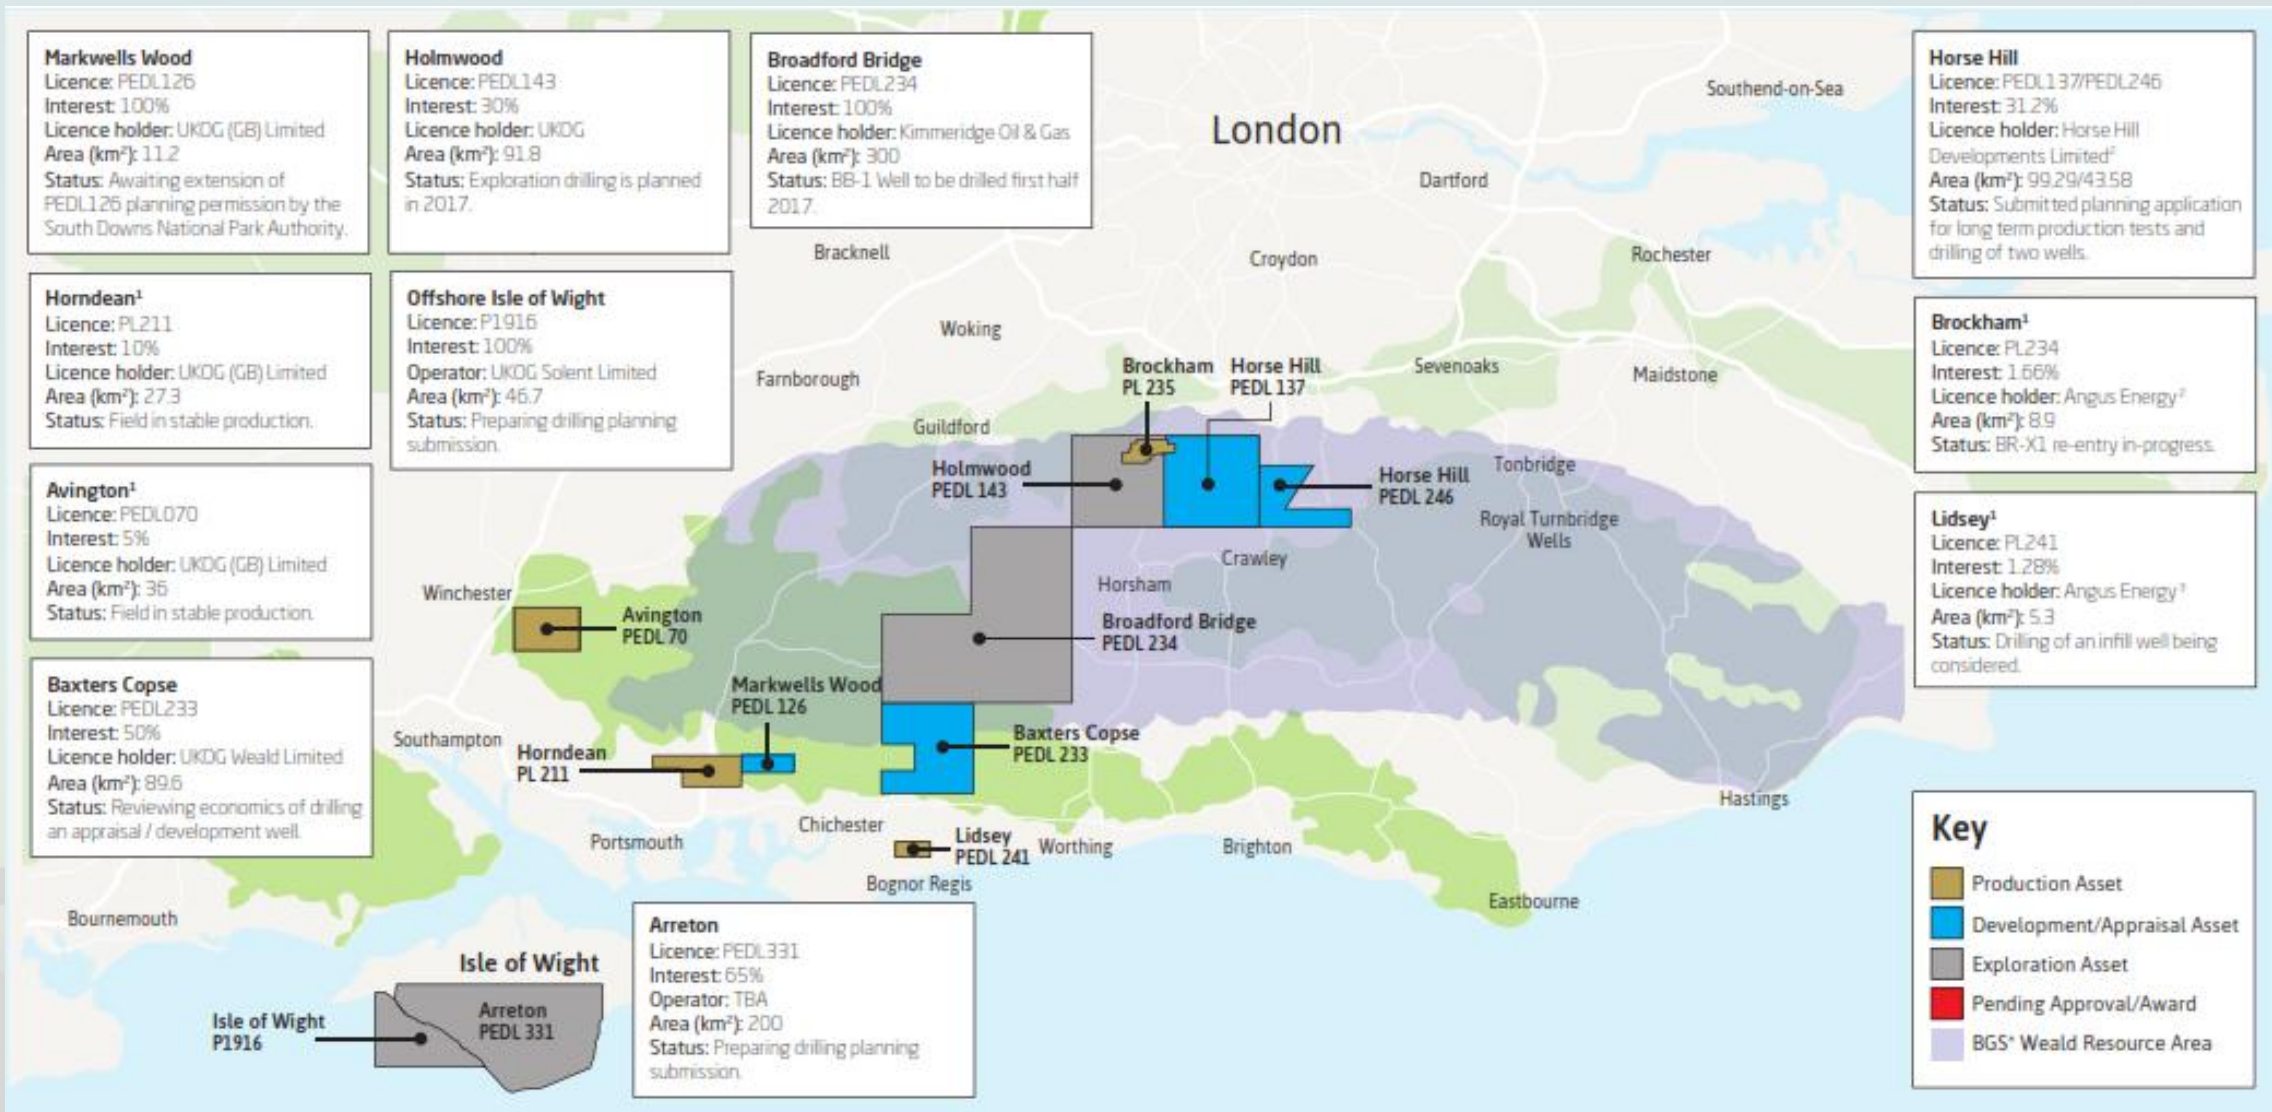 Markwells Wood
Licence: PEDL126
Interest: 100%
Licence holder: UKOG (GB) Limited
Area (km²): 11.2
Status: Awaiting extension of
PEDL126 planning permission by the
South Downs National Park Authority.
Holmwood
Licence: PEDL143
Interest: 30%
Licence holder: UKOG
Area (km²): 91.8
Status: Exploration drilling is planned
in 2017.
Broadford Bridge
Licence: PEDL234
Interest: 100%
Licence holder: Kimmeridge Oil & Gas
Area (km²): 300
Status: BB-1 Well to be drilled first half
2017.
Horse Hill
Licence: PEDL137/PEDL246
Interest: 31.2%
Licence holder: Horse Hill
Developments Limited²
Area (km²): 99.29/43.58
Status: Submitted planning application
for long term production tests and
drilling of two wells.
Horndean¹
Licence: PL211
Interest: 10%
Licence holder: UKOG (GB) Limited
Area (km²): 27.3
Status: Field in stable production.
Offshore Isle of Wight
Licence: P1916
Interest: 100%
Operator: UKOG Solent Limited
Area (km²): 46.7
Status: Preparing drilling planning
submission.
Brockham¹
Licence: PL234
Interest: 1.66%
Licence holder: Angus Energy²
Area (km²): 8.9
Status: BR-X1 re-entry in-progress.
Avington¹
Licence: PEDL070
Interest: 5%
Licence holder: UKOG (GB) Limited
Area (km²): 36
Status: Field in stable production.
Lidsey¹
Licence: PL241
Interest: 1.28%
Licence holder: Angus Energy³
Area (km²): 5.3
Status: Drilling of an infill well being
considered.
Baxters Copse
Licence: PEDL233
Interest: 50%
Licence holder: UKOG Weald Limited
Area (km²): 89.6
Status: Reviewing economics of drilling
an appraisal / development well.
Arreton
Licence: PEDL331
Interest: 65%
Operator: TBA
Area (km²): 200
Status: Preparing drilling planning
submission.
London
Southend-on-Sea
Dartford
Bracknell
Croydon
Rochester
Woking
Farnborough
Sevenoaks
Maidstone
Brockham
PL 235
Horse Hill
PEDL 137
Guildford
Holmwood
PEDL 143
Horse Hill
PEDL 246
Tonbridge
Royal Turnbridge
Wells
Crawley
Horsham
Winchester
Avington
PEDL 70
Broadford Bridge
PEDL 234
Markwells Wood
PEDL 126
Southampton
Horndean
PL 211
Baxters Copse
PEDL 233
Hastings
Portsmouth
Chichester
Lidsey
PEDL 241
Worthing
Brighton
Bognor Regis
Eastbourne
Bournemouth
Isle of Wight
Isle of Wight
P1916
Arreton
PEDL 331
Key
Production Asset
Development/Appraisal Asset
Exploration Asset
Pending Approval/Award
BGS* Weald Resource Area